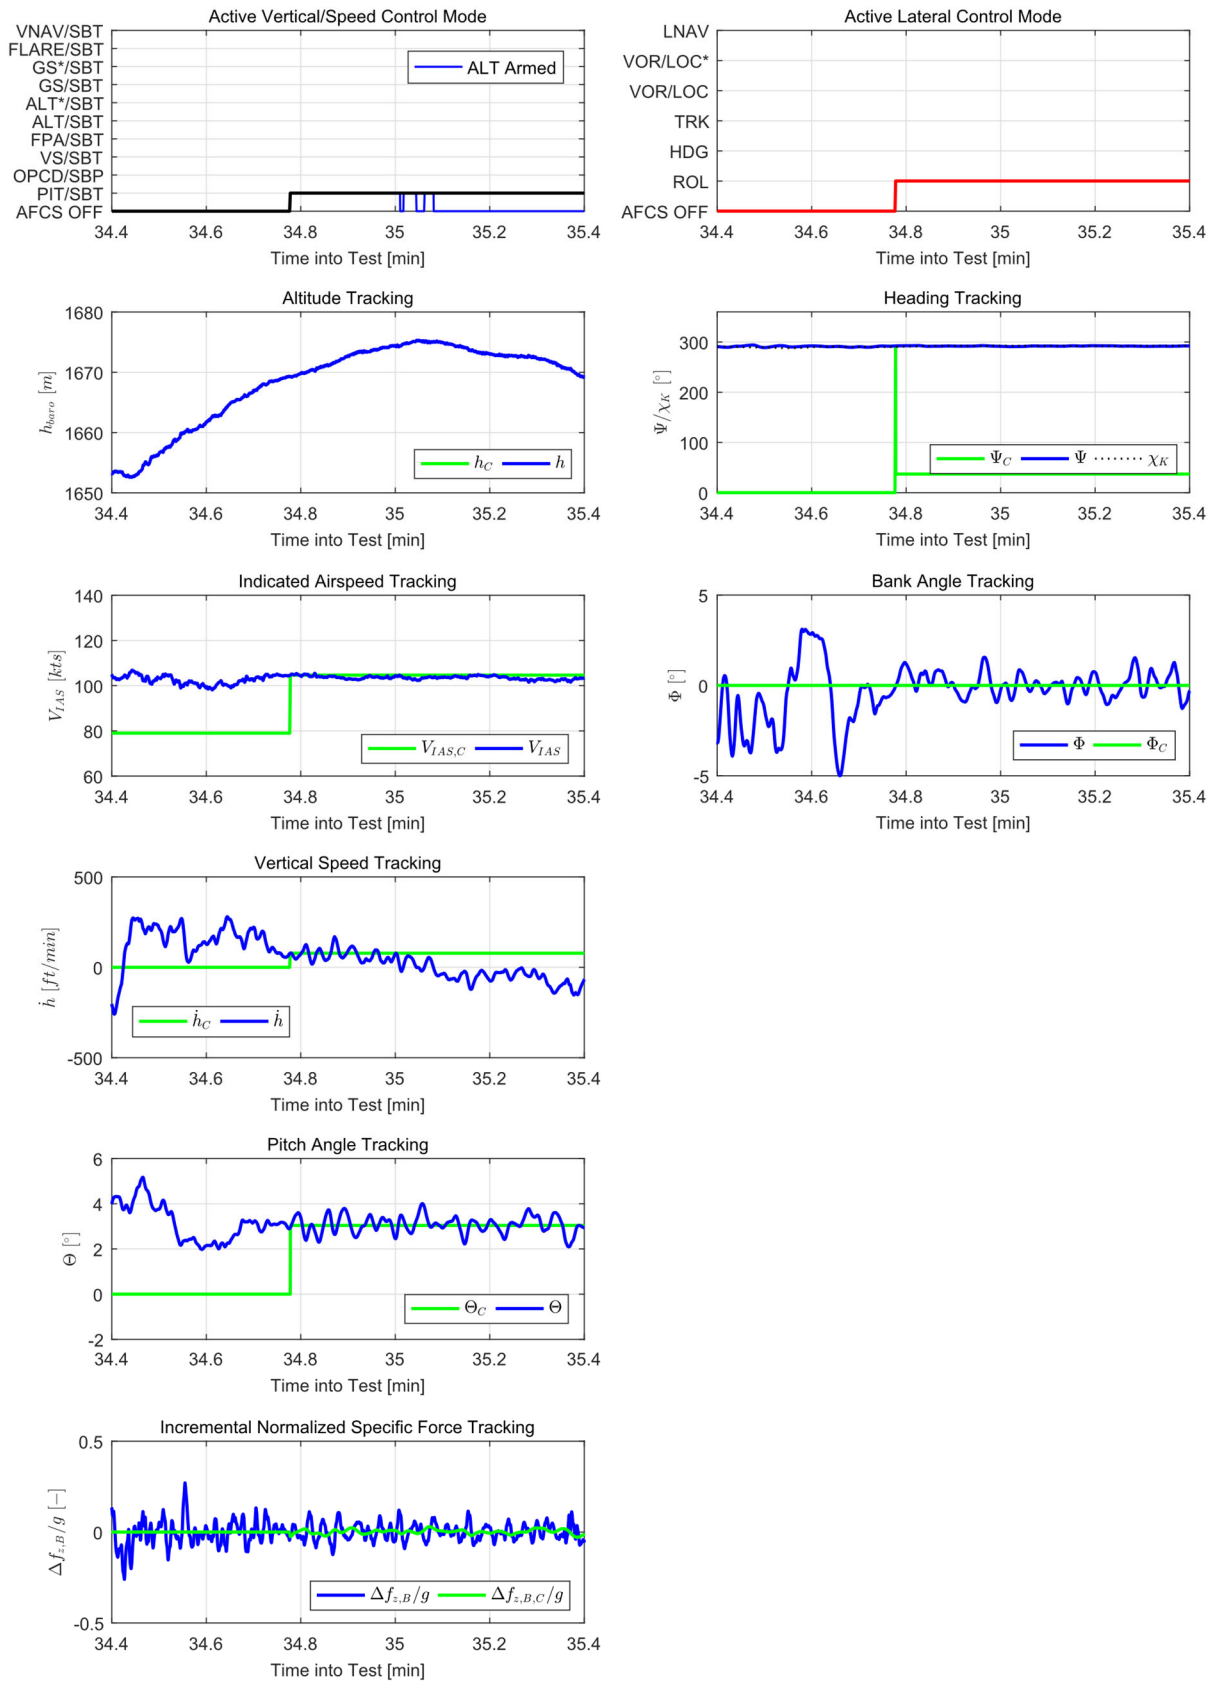 Active Vertical/Speed Control Mode
VNAV/SBT
FLARE/SBT
GS*/SBT
GS/SBT
ALT*/SBT
ALT/SBT
FPA/SBT
VS/SBT
OPCD/SBP
PIT/SBT
AFCS OFF
ALT Armed
34.4 34.6 34.8 35 35.2 35.4
Time into Test [min]
Active Lateral Control Mode
LNAV
VOR/LOC*
VOR/LOC
TRK
HDG
ROL
AFCS OFF
34.4 34.6 34.8 35 35.2 35.4
Time into Test [min]
Altitude Tracking
1680
1670
1660
1650
h_baro [m]
h_C h
34.4 34.6 34.8 35 35.2 35.4
Time into Test [min]
Heading Tracking
300
200
100
0
Ψ/χ_K [°]
Ψ_C Ψ χ_K
34.4 34.6 34.8 35 35.2 35.4
Time into Test [min]
Indicated Airspeed Tracking
140
120
100
80
60
V_IAS [kts]
V_IAS,C V_IAS
34.4 34.6 34.8 35 35.2 35.4
Time into Test [min]
Bank Angle Tracking
5
0
-5
Φ [°]
Φ Φ_C
34.4 34.6 34.8 35 35.2 35.4
Time into Test [min]
Vertical Speed Tracking
500
0
-500
ḣ [ft/min]
ḣ_C ḣ
34.4 34.6 34.8 35 35.2 35.4
Time into Test [min]
Pitch Angle Tracking
6
4
2
0
-2
Θ [°]
Θ_C Θ
34.4 34.6 34.8 35 35.2 35.4
Time into Test [min]
Incremental Normalized Specific Force Tracking
0.5
0
-0.5
Δf_z,B/g [−]
Δf_z,B/g Δf_z,B,C/g
34.4 34.6 34.8 35 35.2 35.4
Time into Test [min]